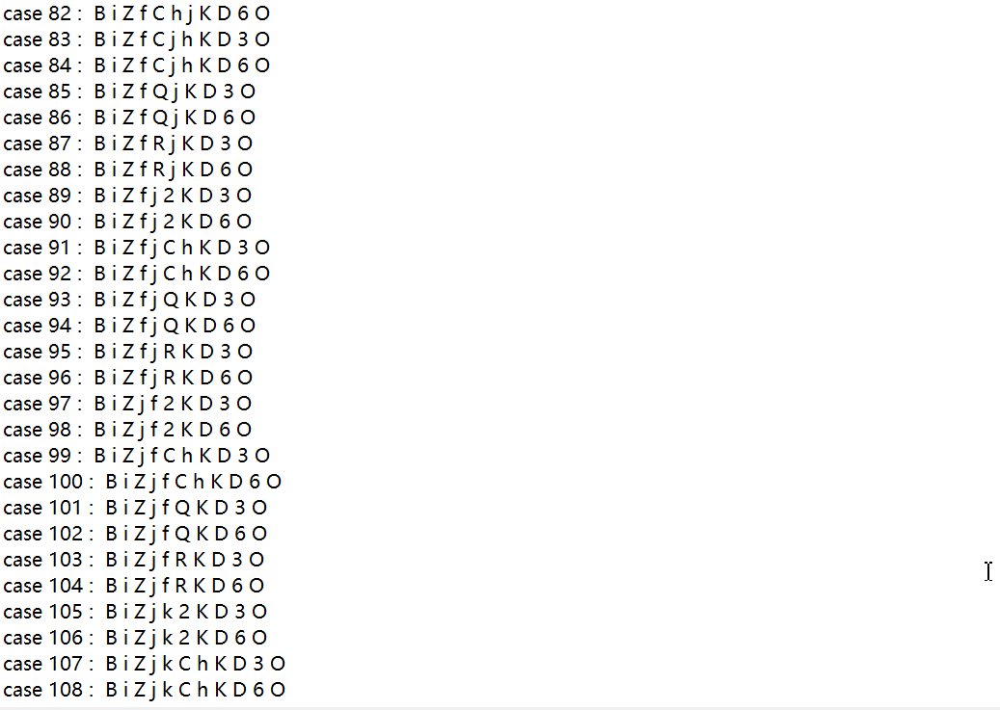 case 82 :  B i Z f C h j K D 6 O
case 83 :  B i Z f C j h K D 3 O
case 84 :  B i Z f C j h K D 6 O
case 85 :  B i Z f Q j K D 3 O
case 86 :  B i Z f Q j K D 6 O
case 87 :  B i Z f R j K D 3 O
case 88 :  B i Z f R j K D 6 O
case 89 :  B i Z f j 2 K D 3 O
case 90 :  B i Z f j 2 K D 6 O
case 91 :  B i Z f j C h K D 3 O
case 92 :  B i Z f j C h K D 6 O
case 93 :  B i Z f j Q K D 3 O
case 94 :  B i Z f j Q K D 6 O
case 95 :  B i Z f j R K D 3 O
case 96 :  B i Z f j R K D 6 O
case 97 :  B i Z j f 2 K D 3 O
case 98 :  B i Z j f 2 K D 6 O
case 99 :  B i Z j f C h K D 3 O
case 100 :  B i Z j f C h K D 6 O
case 101 :  B i Z j f Q K D 3 O
case 102 :  B i Z j f Q K D 6 O
case 103 :  B i Z j f R K D 3 O
case 104 :  B i Z j f R K D 6 O
case 105 :  B i Z j k 2 K D 3 O
case 106 :  B i Z j k 2 K D 6 O
case 107 :  B i Z j k C h K D 3 O
case 108 :  B i Z j k C h K D 6 O